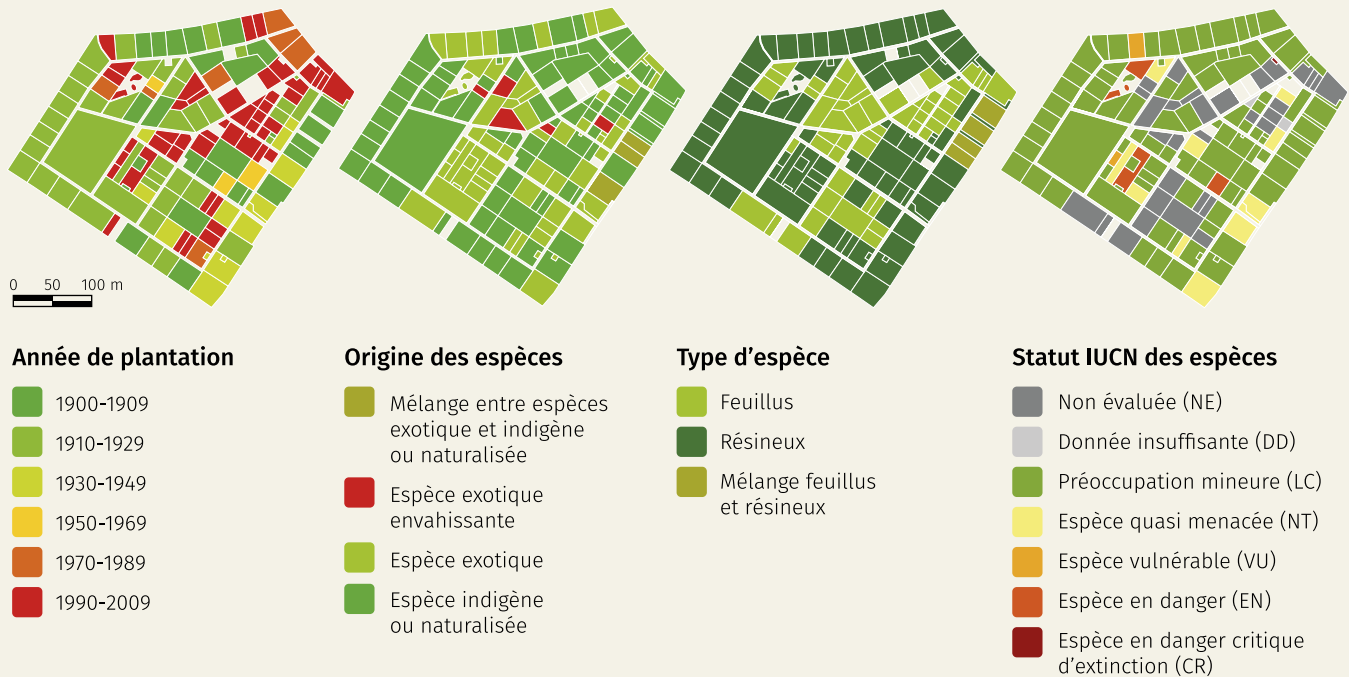 0 50 100 m
Année de plantation
1900-1909
1910-1929
1930-1949
1950-1969
1970-1989
1990-2009
Origine des espèces
Mélange entre espèces
exotique et indigène
ou naturalisée
Espèce exotique
envahissante
Espèce exotique
Espèce indigène
ou naturalisée
Type d’espèce
Feuillus
Résineux
Mélange feuillus
et résineux
Statut IUCN des espèces
Non évaluée (NE)
Donnée insuffisante (DD)
Préoccupation mineure (LC)
Espèce quasi menacée (NT)
Espèce vulnérable (VU)
Espèce en danger (EN)
Espèce en danger critique
d’extinction (CR)